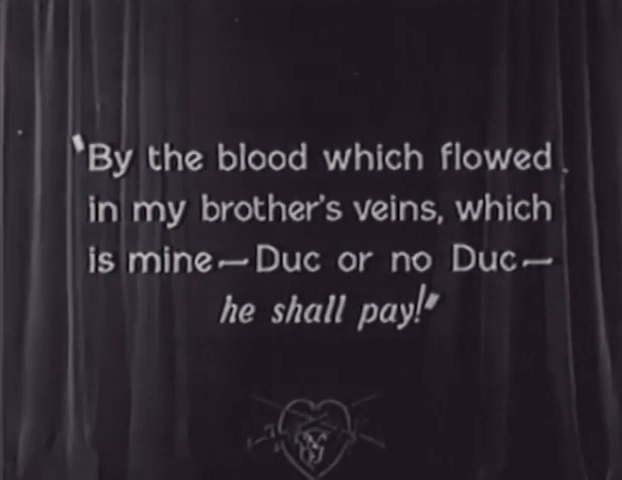 "By the blood which flowed
in my brother's veins, which
is mine—Duc or no Duc—
he shall pay!"